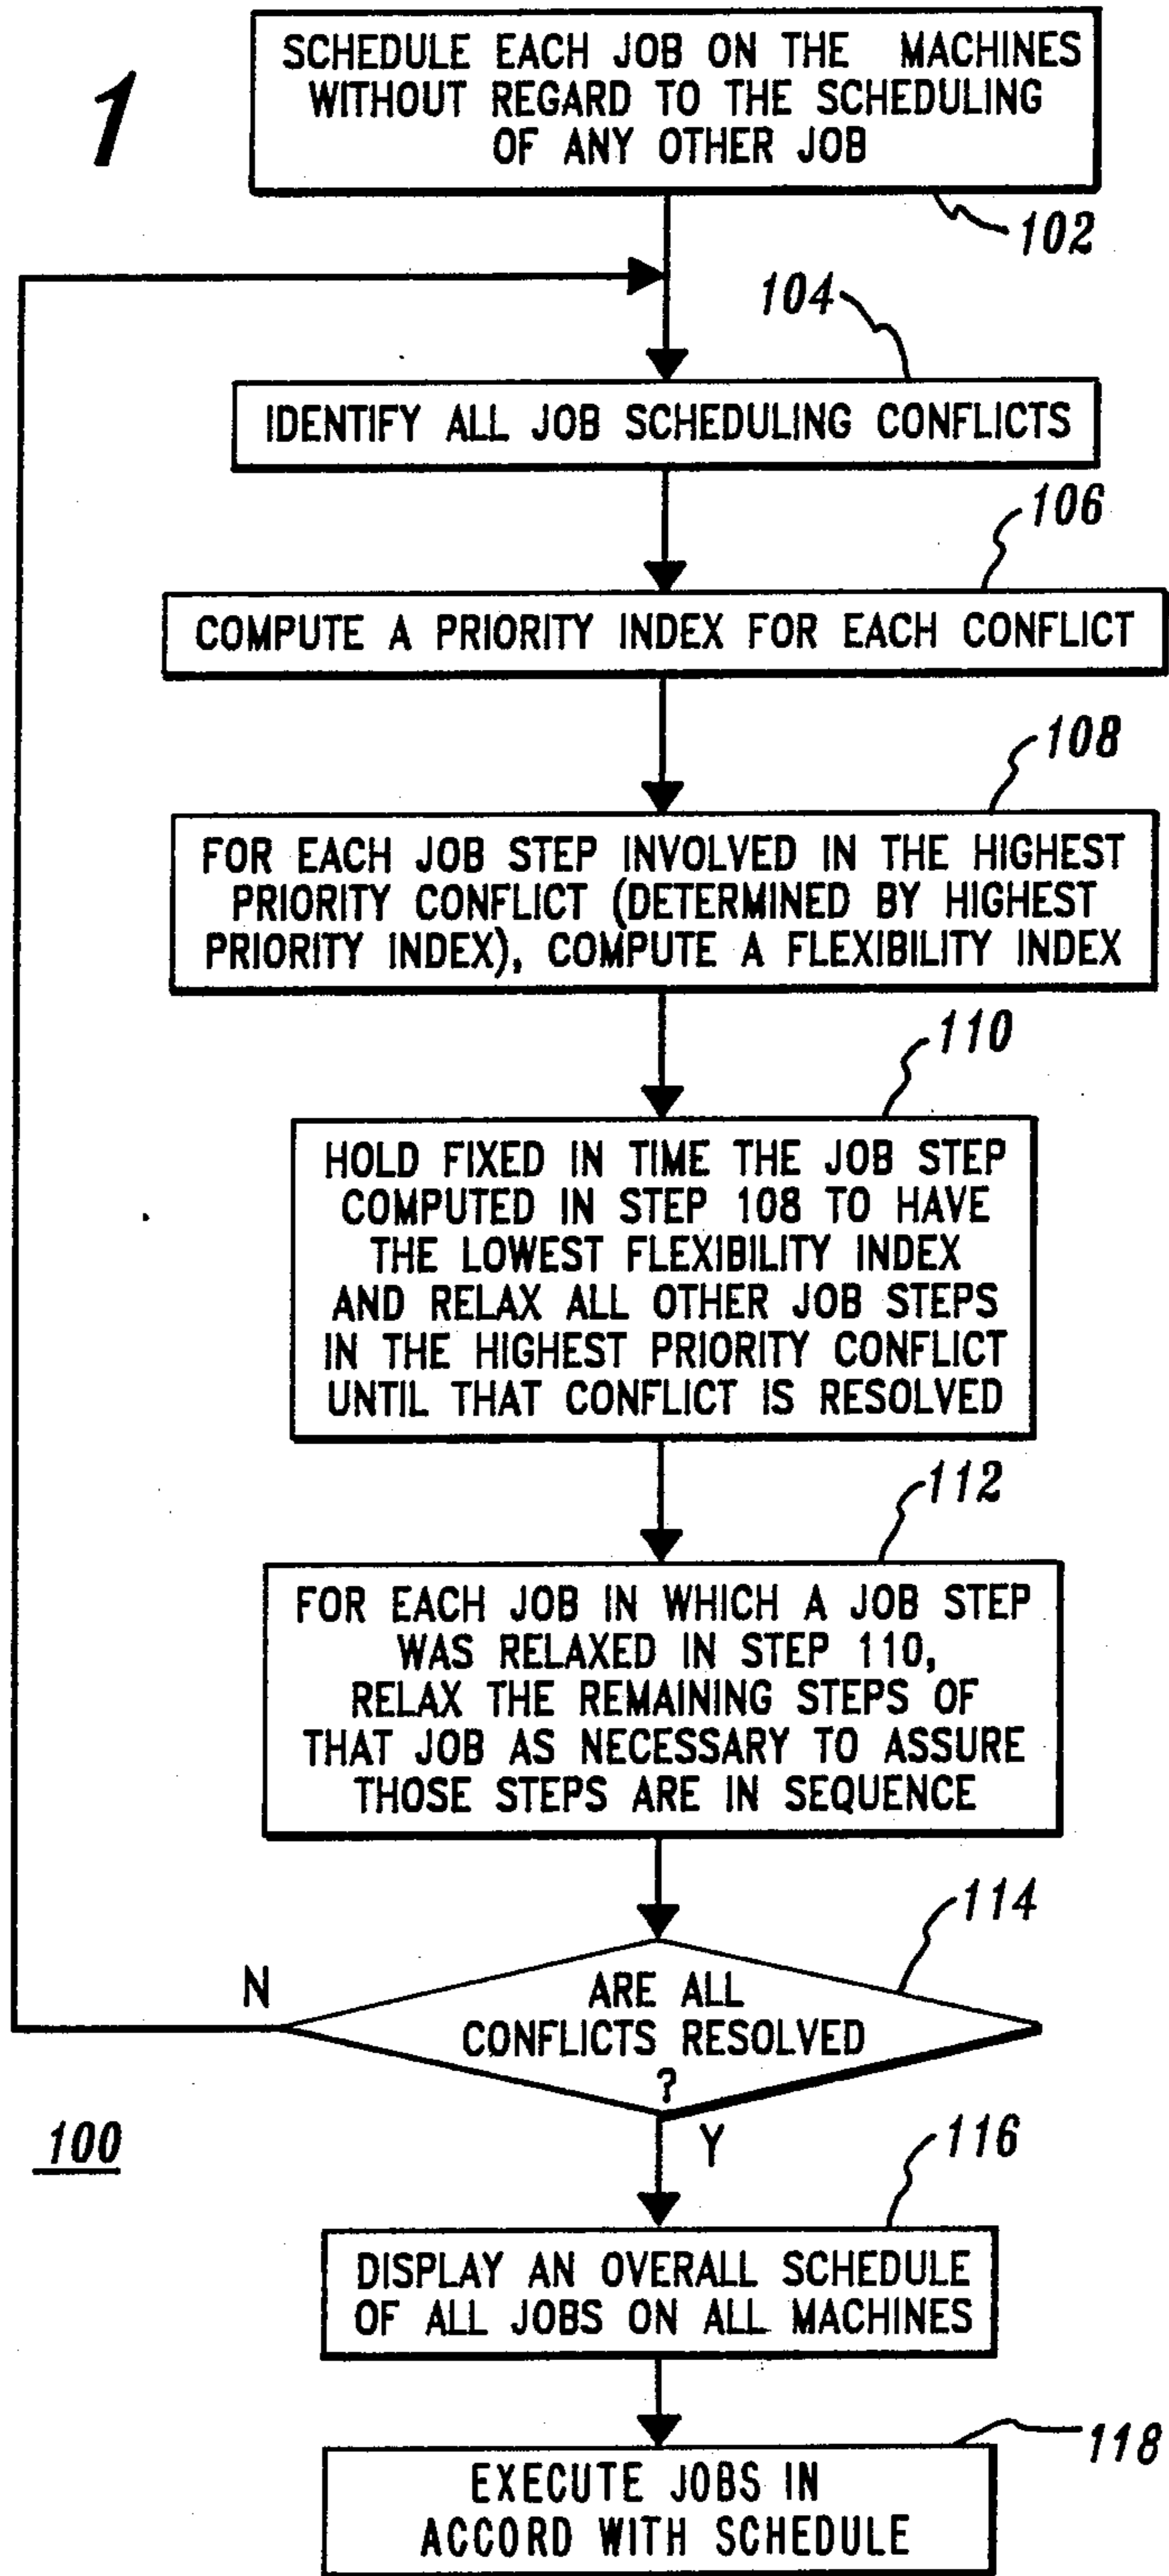 1
SCHEDULE EACH JOB ON THE MACHINES
WITHOUT REGARD TO THE SCHEDULING
OF ANY OTHER JOB
102
104
IDENTIFY ALL JOB SCHEDULING CONFLICTS
106
COMPUTE A PRIORITY INDEX FOR EACH CONFLICT
108
FOR EACH JOB STEP INVOLVED IN THE HIGHEST
PRIORITY CONFLICT (DETERMINED BY HIGHEST
PRIORITY INDEX), COMPUTE A FLEXIBILITY INDEX
110
HOLD FIXED IN TIME THE JOB STEP
COMPUTED IN STEP 108 TO HAVE
THE LOWEST FLEXIBILITY INDEX
AND RELAX ALL OTHER JOB STEPS
IN THE HIGHEST PRIORITY CONFLICT
UNTIL THAT CONFLICT IS RESOLVED
112
FOR EACH JOB IN WHICH A JOB STEP
WAS RELAXED IN STEP 110,
RELAX THE REMAINING STEPS OF
THAT JOB AS NECESSARY TO ASSURE
THOSE STEPS ARE IN SEQUENCE
114
N
ARE ALL
CONFLICTS RESOLVED
?
Y
100
116
DISPLAY AN OVERALL SCHEDULE
OF ALL JOBS ON ALL MACHINES
118
EXECUTE JOBS IN
ACCORD WITH SCHEDULE